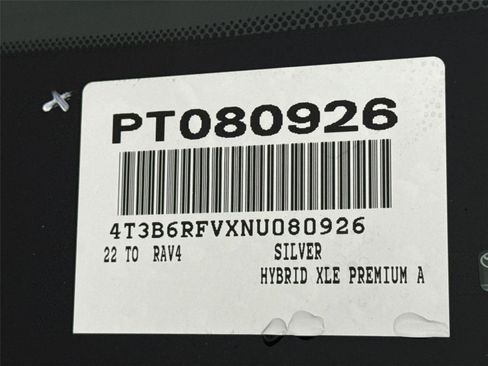 PT080926
4T3B6RFVXNU080926
22 TO RAV4 SILVER
HYBRID XLE PREMIUM A